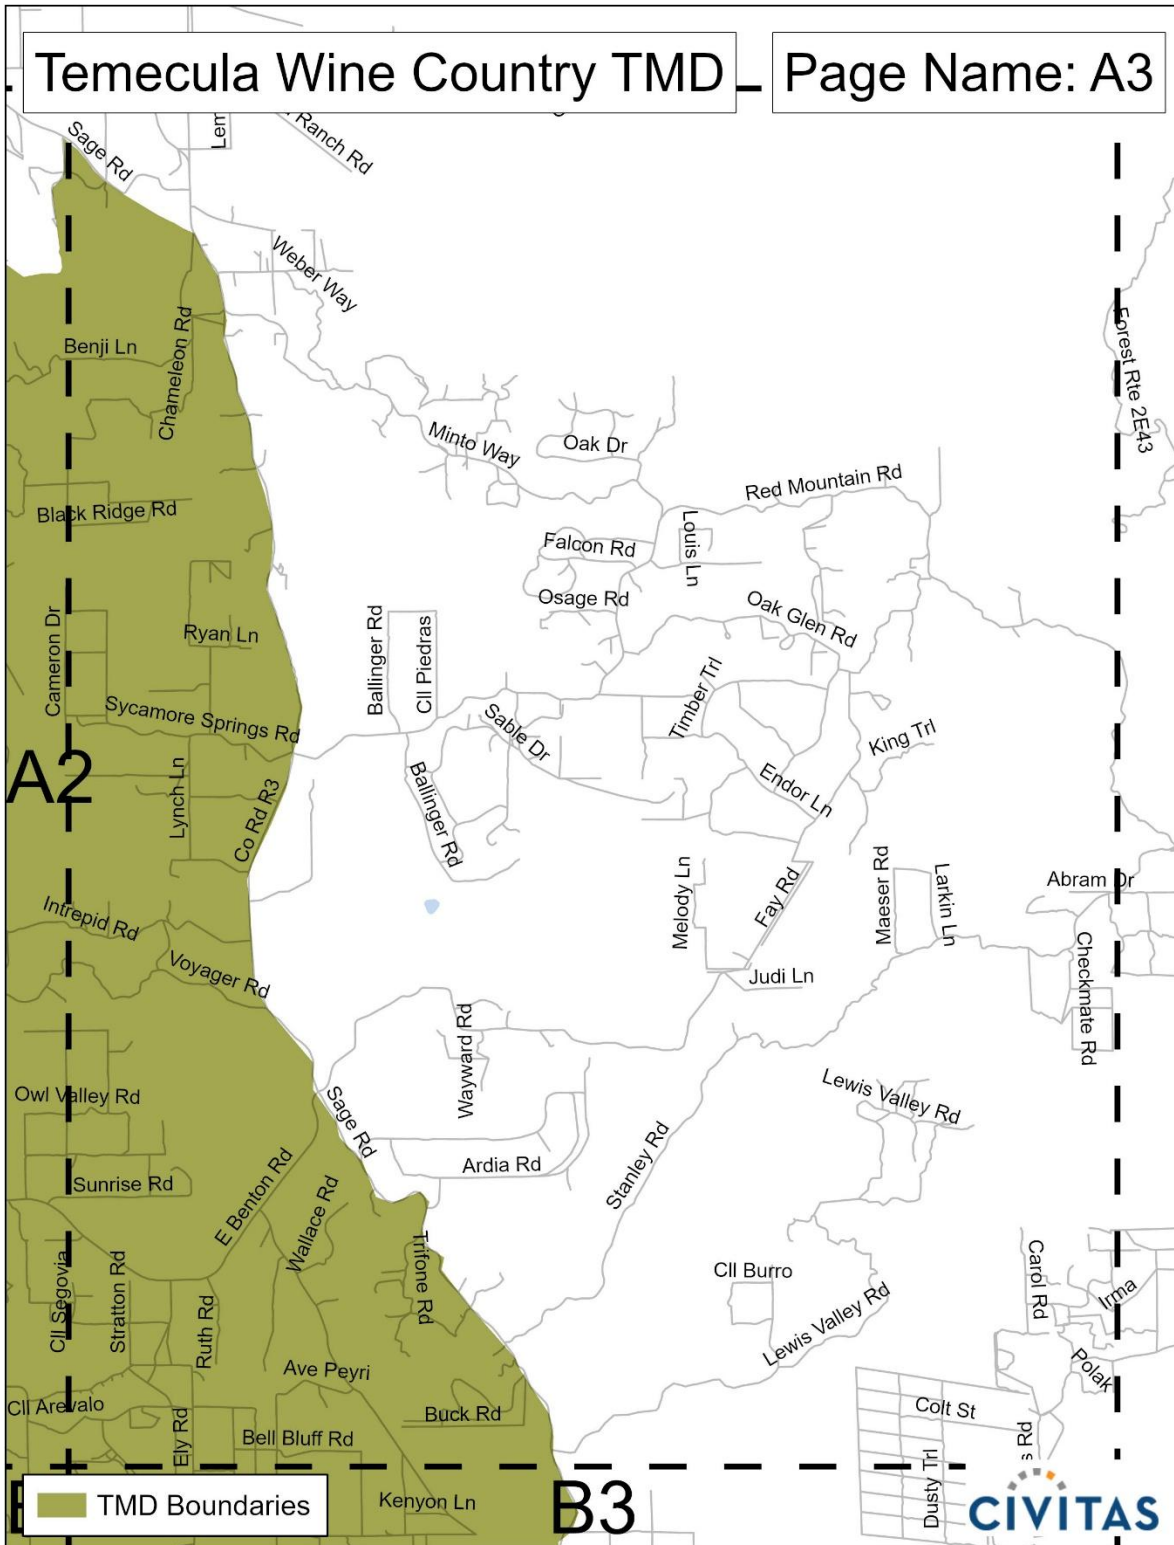 Temecula Wine Country TMD
Page Name: A3
Ranch Rd
Sage Rd
Weber Way
Forest Rte 2E43
Benji Ln
Chameleon Rd
Minto Way
Oak Dr
Red Mountain Rd
Black Ridge Rd
Falcon Rd
Louis Ln
Osage Rd
Oak Glen Rd
Cameron Dr
Ryan Ln
Ballinger Rd
Cll Piedras
Timber Trl
Sycamore Springs Rd
Sable Dr
King Trl
A2
Lynch Ln
Co Rd R3
Ballinger Rd
Endor Ln
Melody Ln
Fay Rd
Maeser Rd
Larkin Ln
Abram Dr
Intrepid Rd
Voyager Rd
Judi Ln
Checkmate Rd
Wayward Rd
Owl Valley Rd
Sage Rd
Lewis Valley Rd
Sunrise Rd
E Benton Rd
Ardia Rd
Stanley Rd
Wallace Rd
Trifone Rd
Cll Segovia
Stratton Rd
Ruth Rd
Cll Burro
Lewis Valley Rd
Carol Rd
Irma
Polak
Ave Peyri
Cll Arevalo
Buck Rd
Colt St
Ely Rd
Bell Bluff Rd
Dusty Trl
s Rd
TMD Boundaries
Kenyon Ln
B3
CIVITAS